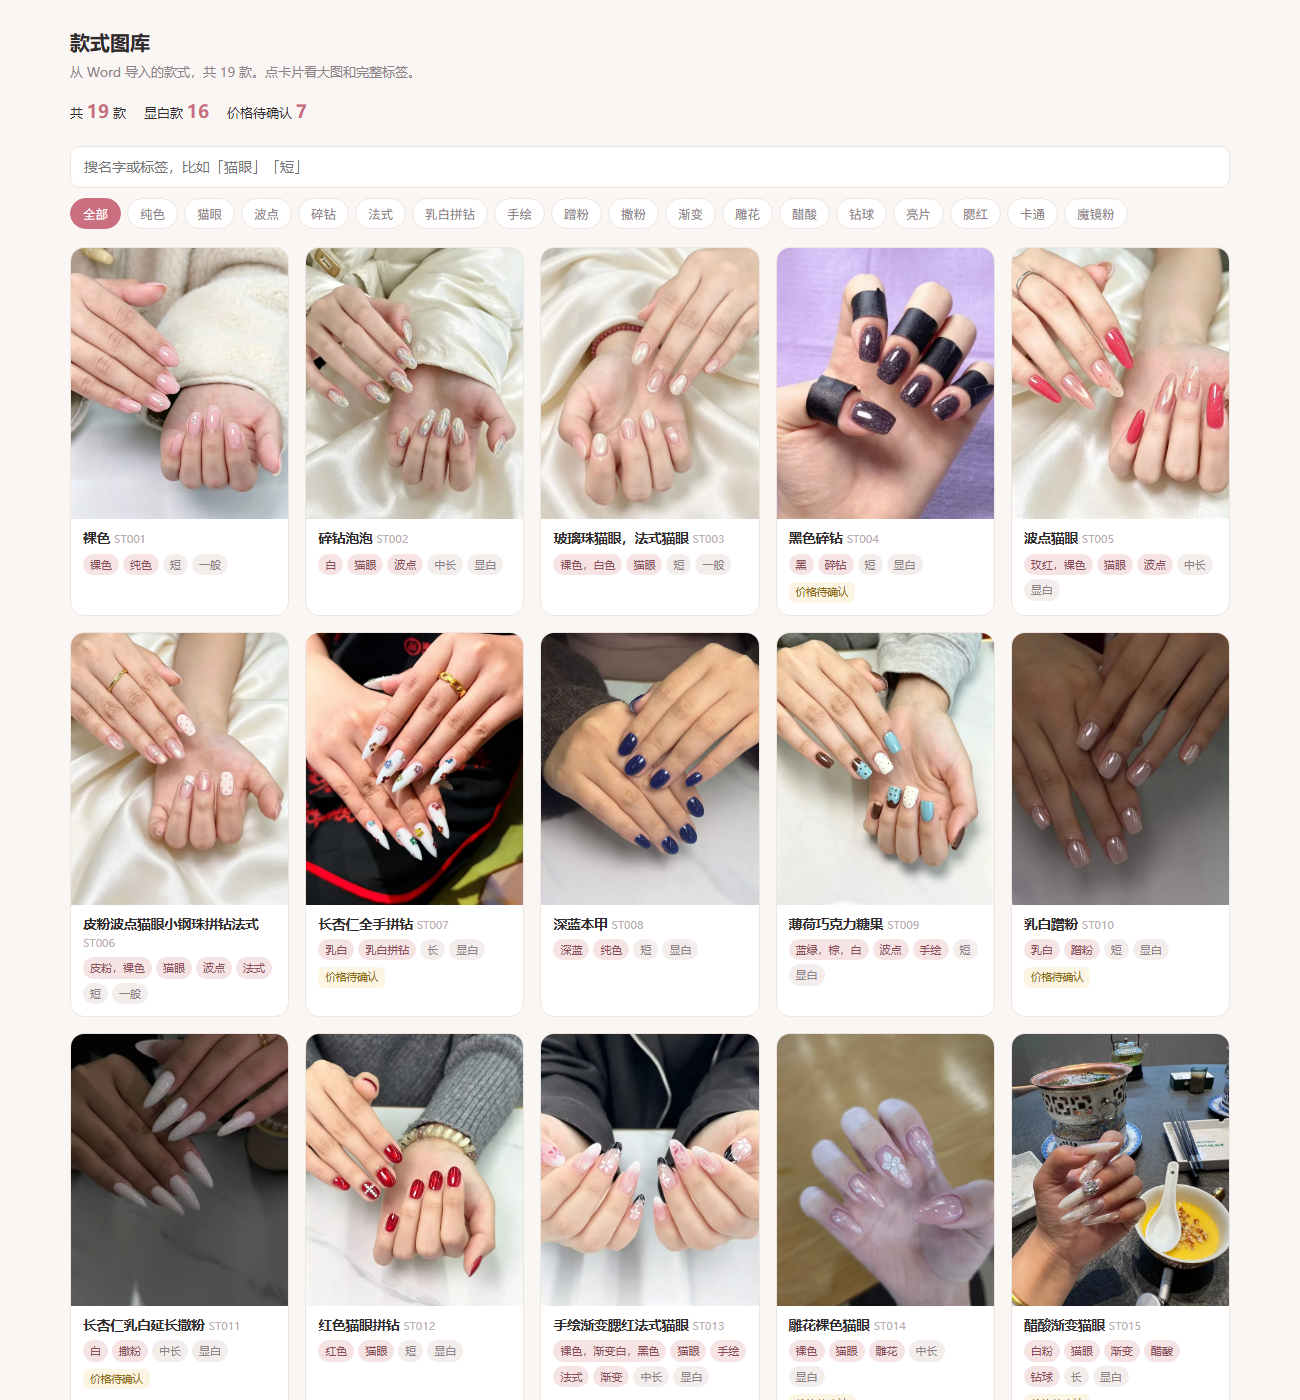 款式图库
从 Word 导入的款式，共 19 款。点卡片看大图和完整标签。
共 19 款 显白款 16 价格待确认 7
搜名字或标签，比如「猫眼」「短」
全部 纯色 猫眼 波点 碎钻 法式 乳白拼钻 手绘 蹭粉 撒粉 渐变 雕花 醋酸 钻球 亮片 腮红 卡通 魔镜粉
裸色 ST001
裸色 纯色 短 一般
碎钻泡泡 ST002
白 猫眼 波点 中长 显白
玻璃珠猫眼，法式猫眼 ST003
裸色，白色 猫眼 短 一般
黑色碎钻 ST004
黑 碎钻 短 显白
价格待确认
波点猫眼 ST005
玫红，裸色 猫眼 波点 中长
显白
皮粉波点猫眼小钢珠拼钻法式
ST006
皮粉，裸色 猫眼 波点 法式
短 一般
长杏仁全手拼钻 ST007
乳白 乳白拼钻 长 显白
价格待确认
深蓝本甲 ST008
深蓝 纯色 短 显白
薄荷巧克力糖果 ST009
蓝绿，棕，白 波点 手绘 短
显白
乳白蹭粉 ST010
乳白 蹭粉 短 显白
价格待确认
长杏仁乳白延长撒粉 ST011
白 撒粉 中长 显白
价格待确认
红色猫眼拼钻 ST012
红色 猫眼 短 显白
手绘渐变腮红法式猫眼 ST013
裸色，渐变白，黑色 猫眼 手绘
法式 渐变 中长 显白
雕花裸色猫眼 ST014
裸色 猫眼 雕花 中长
显白
醋酸渐变猫眼 ST015
白粉 猫眼 渐变 醋酸
钻球 长 显白